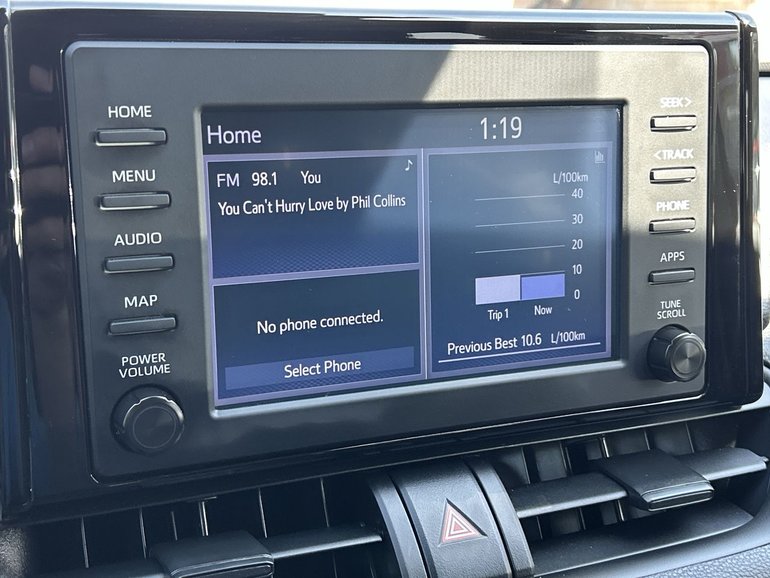 HOME
MENU
AUDIO
MAP
POWER
VOLUME
Home
1:19
FM 98.1 You
You Can't Hurry Love by Phil Collins
No phone connected.
Select Phone
L/100km
40
30
20
10
0
Trip 1
Now
Previous Best 10.6 L/100km
SEEK >
< TRACK
PHONE
APPS
TUNE
SCROLL